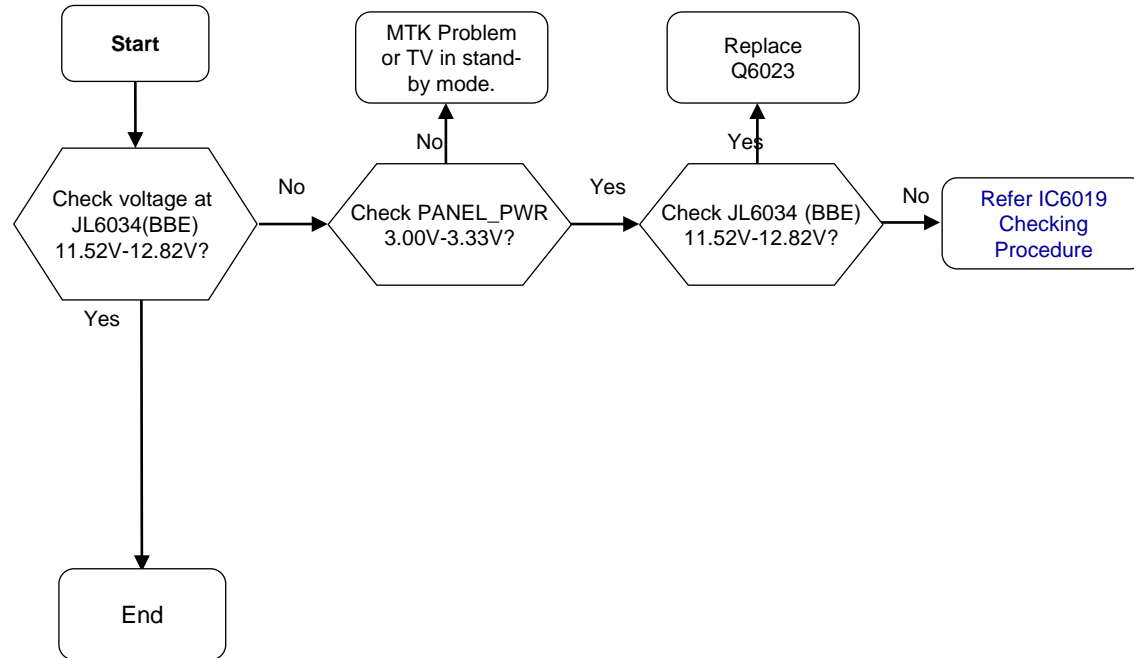 Start
MTK Problem
or TV in stand-
by mode.
Replace
Q6023
No
Yes
Check voltage at
JL6034(BBE)
11.52V-12.82V?
No
Check PANEL_PWR
3.00V-3.33V?
Yes
Check JL6034 (BBE)
11.52V-12.82V?
No
Refer IC6019
Checking
Procedure
Yes
End